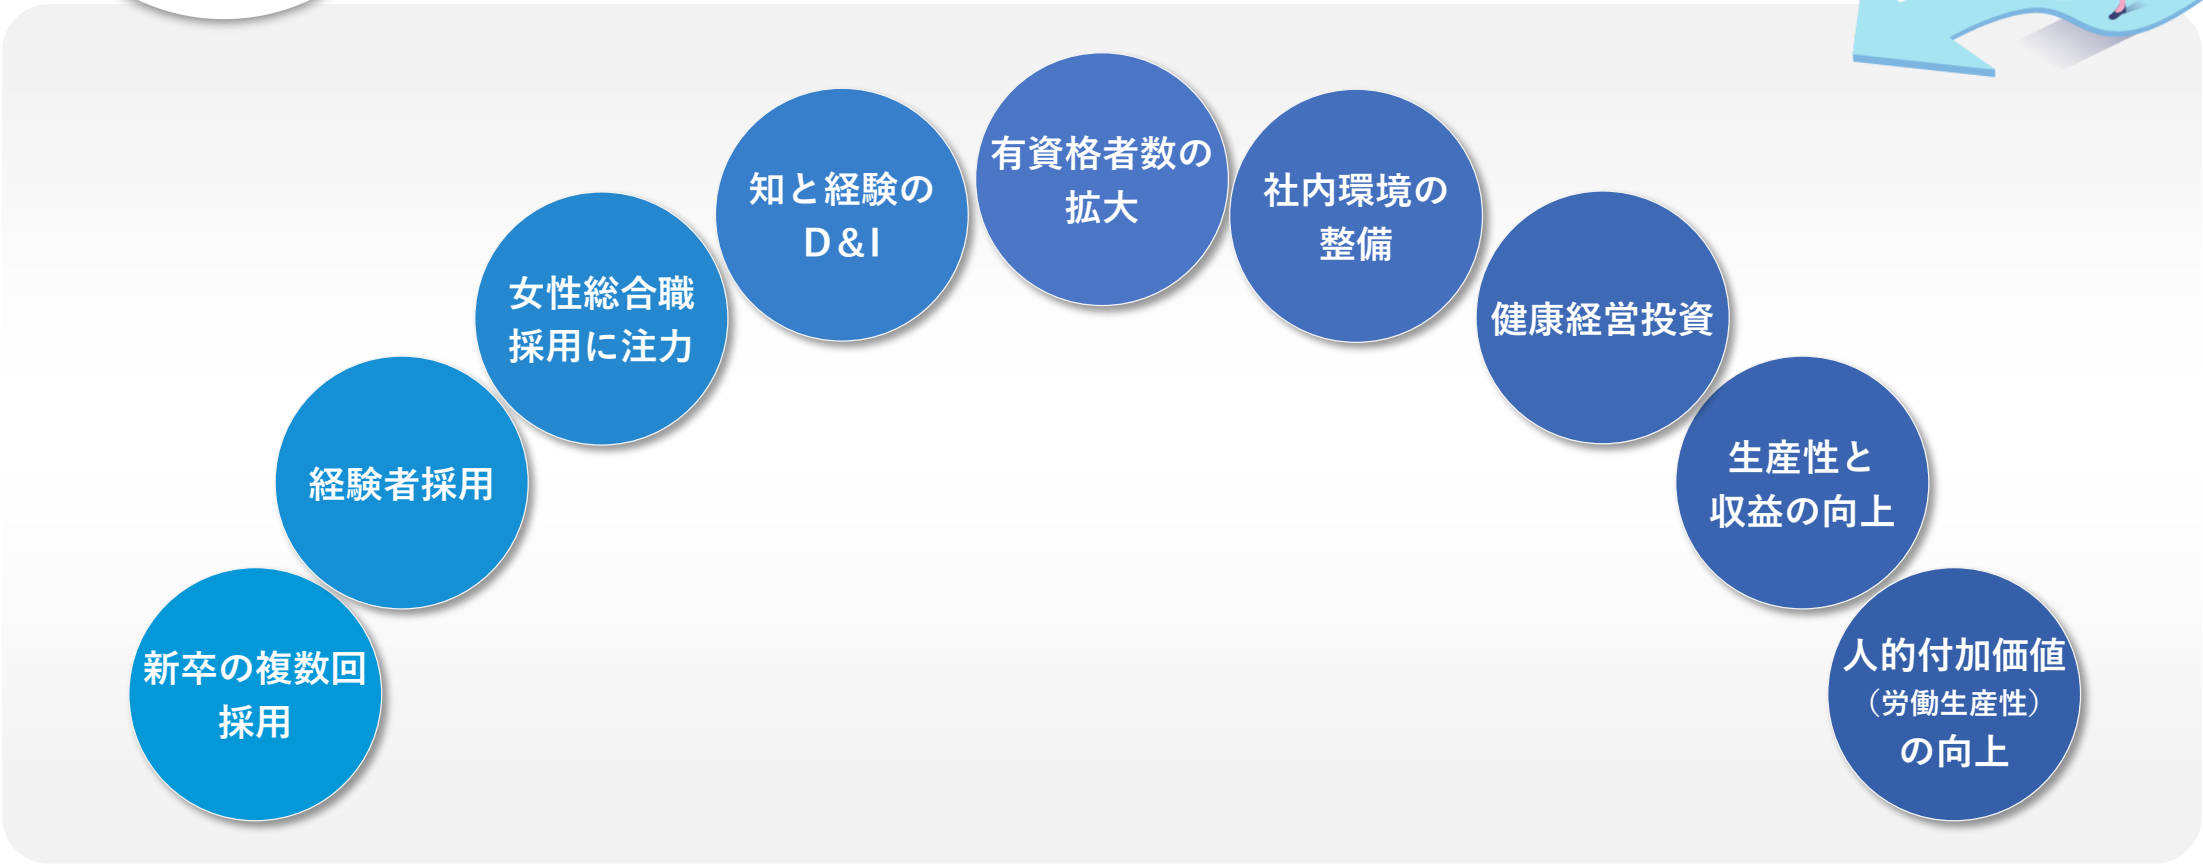 新卒の複数回
採用
経験者採用
女性総合職
採用に注力
知と経験の
D&I
有資格者数の
拡大
社内環境の
整備
健康経営投資
生産性と
収益の向上
人的付加価値
（労働生産性）
の向上